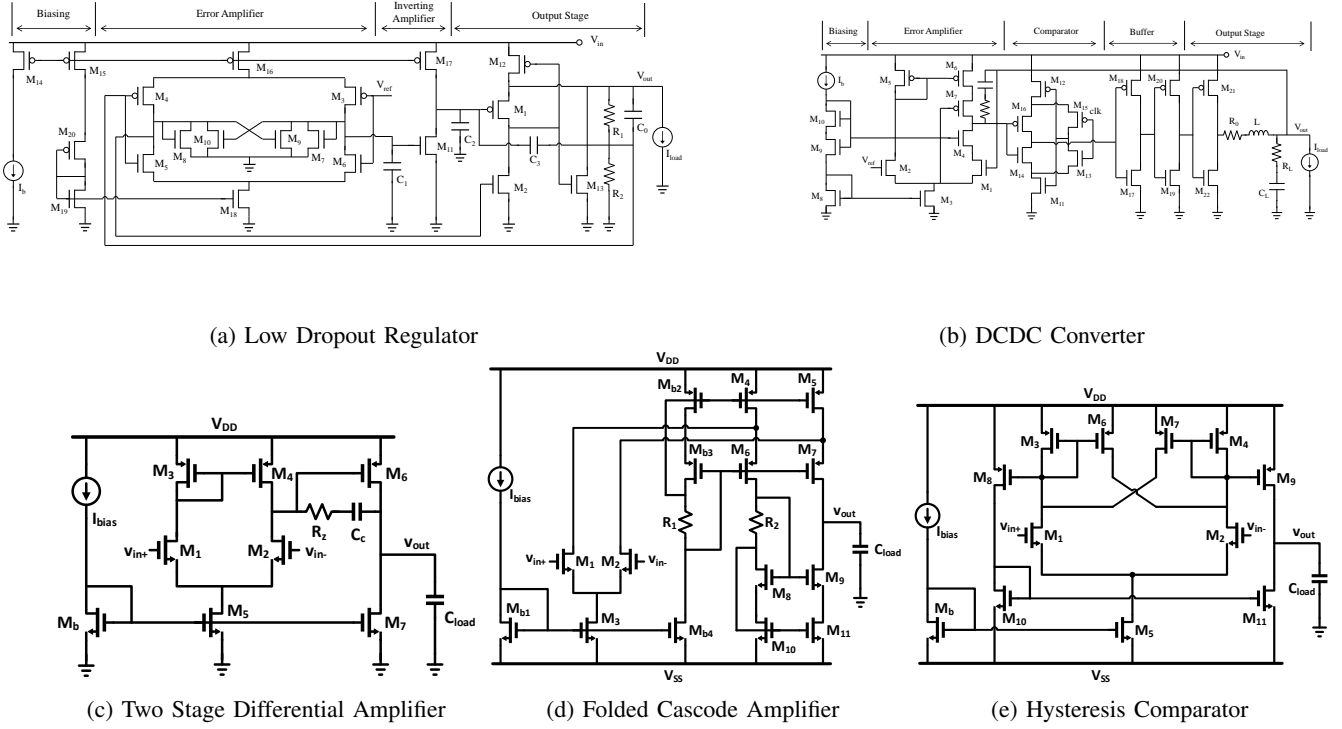 Biasing
Error Amplifier
Inverting
Amplifier
Output Stage
V_in
M_14
M_15
M_16
M_17
M_12
V_out
M_4
M_3
V_ref
M_1
R_1
C_0
M_20
M_10
M_9
M_8
M_7
M_5
M_6
M_11
C_2
C_3
I_load
I_b
C_1
M_2
M_13
R_2
M_19
M_18
(a) Low Dropout Regulator
Biasing
Error Amplifier
Comparator
Buffer
Output Stage
V_in
I_b
M_5
M_6
M_7
M_12
M_18
M_20
M_21
M_10
M_16
M_15
clk
R_0
L
V_out
M_9
V_ref
M_2
M_4
M_1
M_14
M_13
R_L
I_load
M_8
M_3
M_11
M_17
M_19
M_22
C_L
(b) DCDC Converter
V_DD
M_3
M_4
M_6
I_bias
R_z
C_c
v_in+
M_1
M_2
v_in-
v_out
M_b
M_5
M_7
C_load
(c) Two Stage Differential Amplifier
V_DD
M_b2
M_4
M_5
M_b3
M_6
M_7
I_bias
R_1
R_2
v_out
v_in+
M_1
M_2
v_in-
C_load
M_8
M_9
M_b1
M_3
M_b4
M_10
M_11
V_SS
(d) Folded Cascode Amplifier
V_DD
M_3
M_6
M_7
M_4
M_8
M_9
I_bias
v_in+
M_1
M_2
v_in-
v_out
C_load
M_b
M_10
M_5
M_11
V_SS
(e) Hysteresis Comparator